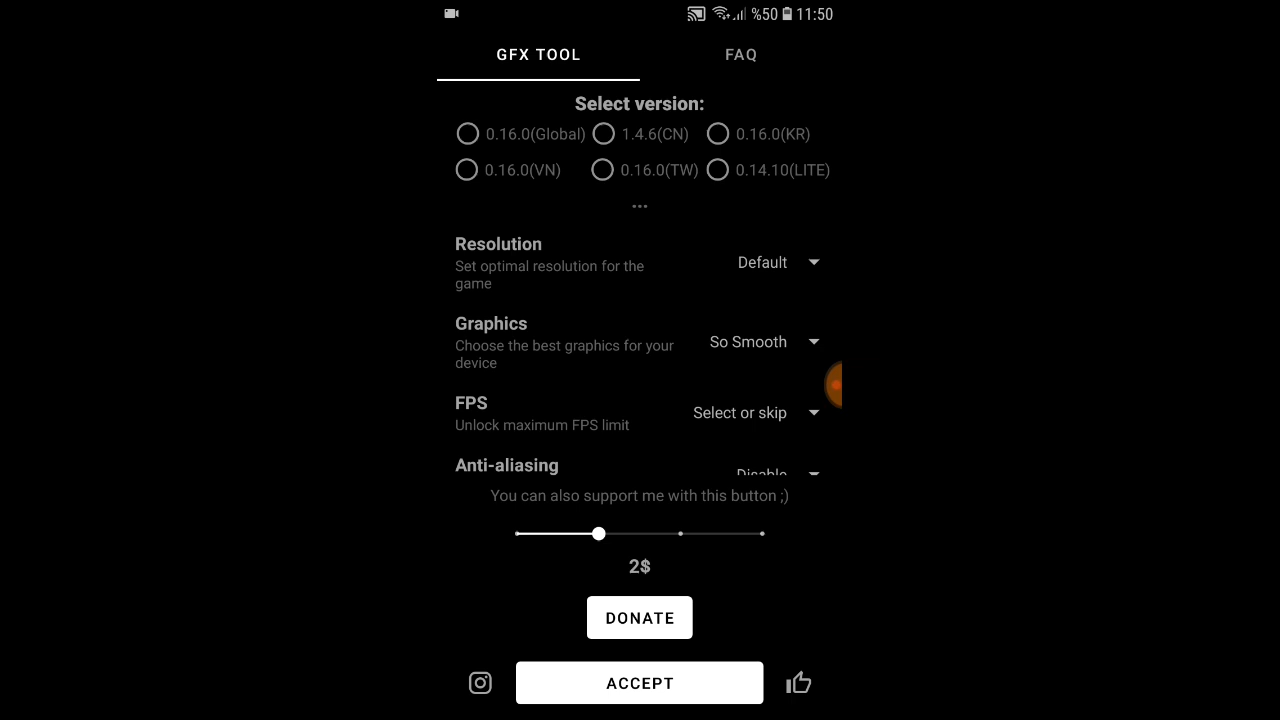 %50 11:50
GFX TOOL FAQ
Select version:
0.16.0(Global) 1.4.6(CN) 0.16.0(KR)
0.16.0(VN) 0.16.0(TW) 0.14.10(LITE)
...
Resolution
Set optimal resolution for the
game
Default
Graphics
Choose the best graphics for your
device
So Smooth
FPS
Unlock maximum FPS limit
Select or skip
Anti-aliasing
Disable
You can also support me with this button ;)
2$
DONATE
ACCEPT